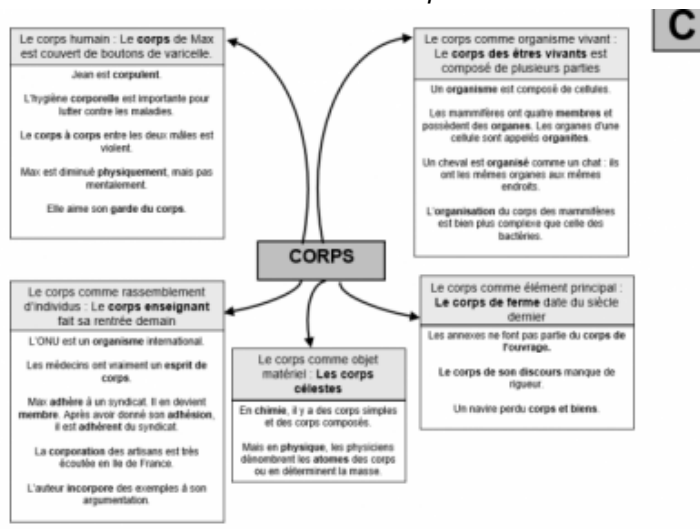 C
Le corps humain : Le corps de Max
est couvert de boutons de varicelle.
Jean est corpulent.
L'hygiène corporelle est importante pour
lutter contre les maladies.
Le corps à corps entre les deux mâles est
violent.
Max est diminué physiquement, mais pas
mentalement.
Elle aime son garde du corps.
Le corps comme organisme vivant :
Le corps des êtres vivants est
composé de plusieurs parties
Un organisme est composé de cellules.
Les mammifères ont quatre membres et
possèdent des organes. Les organes d'une
cellule sont appelés organites.
Un cheval est organisé comme un chat : ils
ont les mêmes organes aux mêmes
endroits.
L'organisation du corps des mammifères
est bien plus complexe que celle des
bactéries.
CORPS
Le corps comme rassemblement
d'individus : Le corps enseignant
fait sa rentrée demain
L'ONU est un organisme international.
Les médecins ont vraiment un esprit de
corps.
Max adhère à un syndicat. Il en devient
membre. Après avoir donné son adhésion,
il est adhérent du syndicat.
La corporation des artisans est très
écoutée en Ile de France.
L'auteur incorpore des exemples à son
argumentation.
Le corps comme objet
matériel : Les corps
célestes
En chimie, il y a des corps simples
et des corps composés.
Mais en physique, les physiciens
dénombrent les atomes des corps
ou en déterminent la masse.
Le corps comme élément principal :
Le corps de ferme date du siècle
dernier
Les annexes ne font pas partie du corps de
l'ouvrage.
Le corps de son discours manque de
rigueur.
Un navire perdu corps et biens.